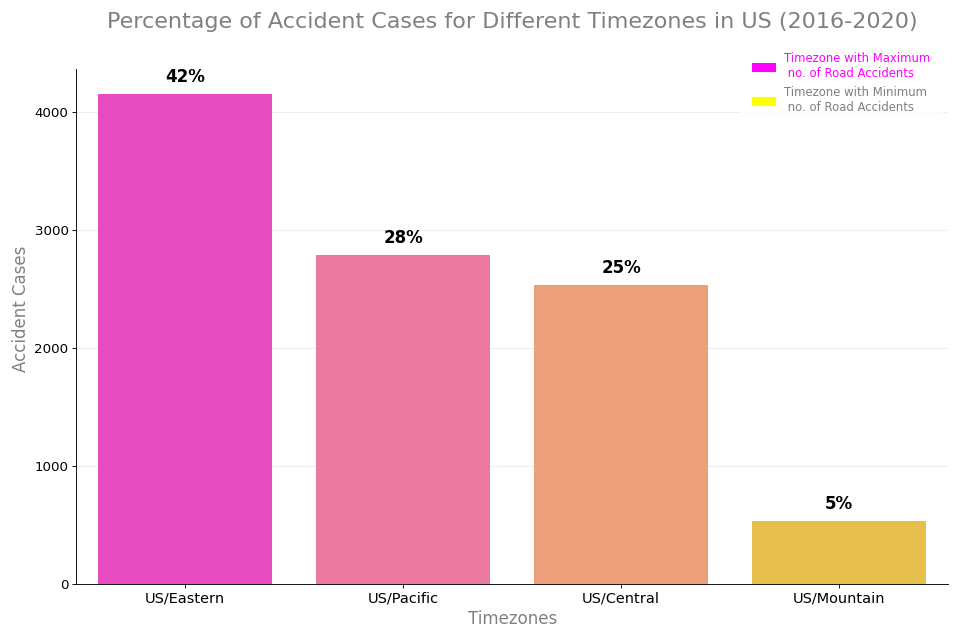 Percentage of Accident Cases for Different Timezones in US (2016-2020)
Timezone with Maximum
no. of Road Accidents
Timezone with Minimum
no. of Road Accidents
42%
28%
25%
5%
Accident Cases
4000
3000
2000
1000
0
US/Eastern
US/Pacific
US/Central
US/Mountain
Timezones